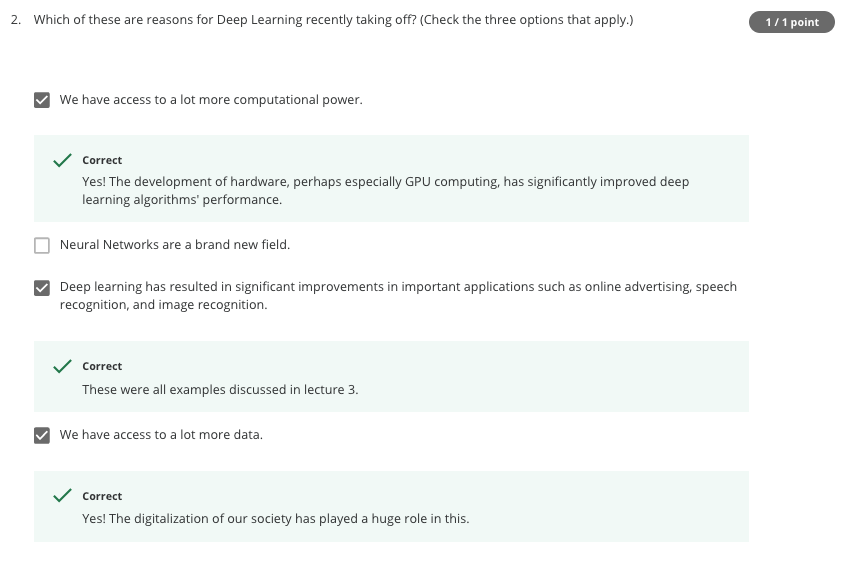 2. Which of these are reasons for Deep Learning recently taking off? (Check the three options that apply.)
1 / 1 point
We have access to a lot more computational power.
Correct
Yes! The development of hardware, perhaps especially GPU computing, has significantly improved deep
learning algorithms' performance.
Neural Networks are a brand new field.
Deep learning has resulted in significant improvements in important applications such as online advertising, speech
recognition, and image recognition.
Correct
These were all examples discussed in lecture 3.
We have access to a lot more data.
Correct
Yes! The digitalization of our society has played a huge role in this.